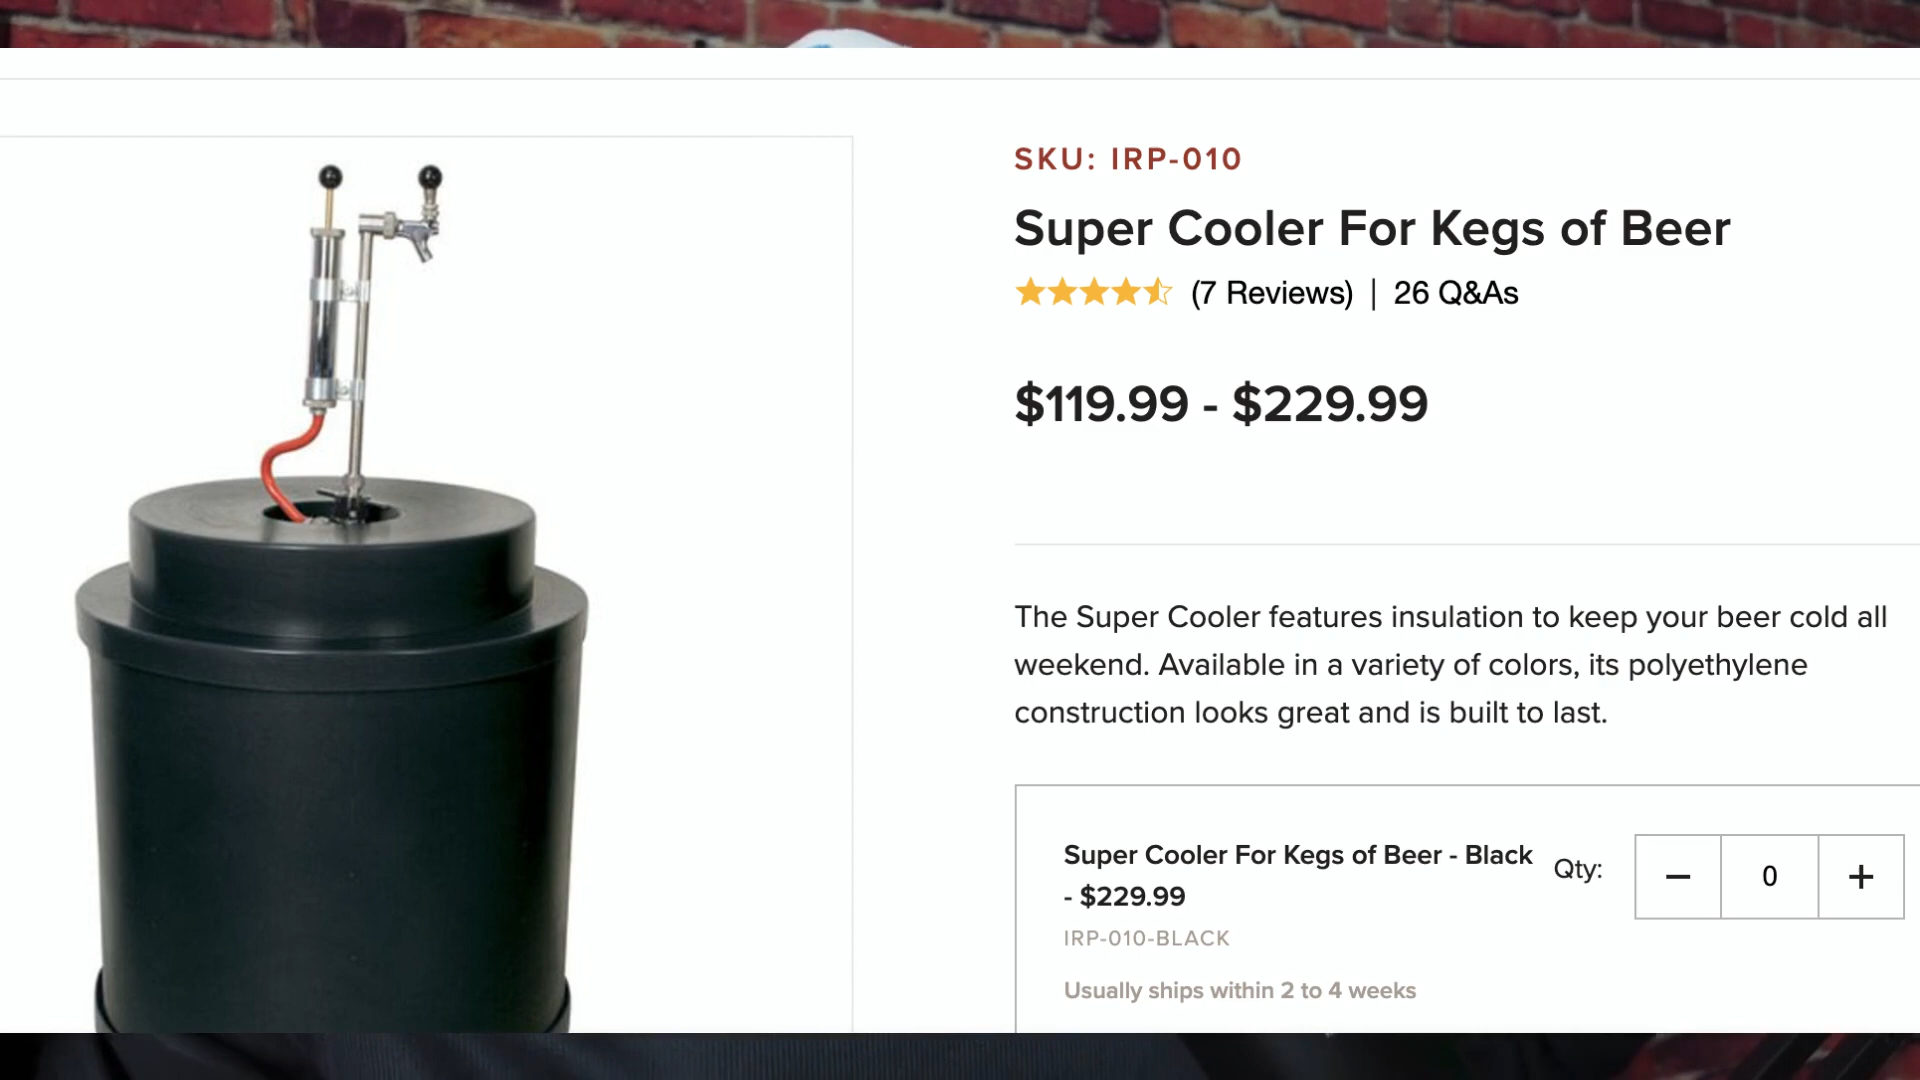 SKU: IRP-010
Super Cooler For Kegs of Beer
(7 Reviews) | 26 Q&As
$119.99 - $229.99
The Super Cooler features insulation to keep your beer cold all
weekend. Available in a variety of colors, its polyethylene
construction looks great and is built to last.
Super Cooler For Kegs of Beer - Black
- $229.99
Qty:
− 0 +
IRP-010-BLACK
Usually ships within 2 to 4 weeks